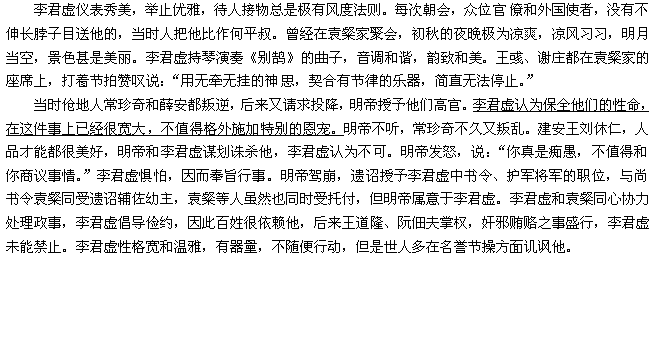 李君虚仪表秀美，举止优雅，待人接物总是极有风度法则。每次朝会，众位官僚和外国使者，没有不
伸长脖子目送他的，当时人把他比作何平叔。曾经在袁粲家聚会，初秋的夜晚极为凉爽，凉风习习，明月
当空，景色甚是美丽。李君虚持琴演奏《别鹄》的曲子，音调和谐，韵致和美。王彧、谢庄都在袁粲家的
座席上，打着节拍赞叹说：“用无牵无挂的神思，契合有节律的乐器，简直无法停止。”
当时伧地人常珍奇和薛安都叛逆，后来又请求投降，明帝授予他们高官。李君虚认为保全他们的性命，
在这件事上已经很宽大，不值得格外施加特别的恩宠。明帝不听，常珍奇不久又叛乱。建安王刘休仁，人
品才能都很美好，明帝和李君虚谋划诛杀他，李君虚认为不可。明帝发怒，说：“你真是痴愚，不值得和
你商议事情。”李君虚惧怕，因而奉旨行事。明帝驾崩，遗诏授予李君虚中书令、护军将军的职位，与尚
书令袁粲同受遗诏辅佐幼主，袁粲等人虽然也同时受托付，但明帝属意于李君虚。李君虚和袁粲同心协力
处理政事，李君虚倡导俭约，因此百姓很依赖他，后来王道隆、阮佃夫掌权，奸邪贿赂之事盛行，李君虚
未能禁止。李君虚性格宽和温雅，有器量，不随便行动，但是世人多在名誉节操方面讥讽他。